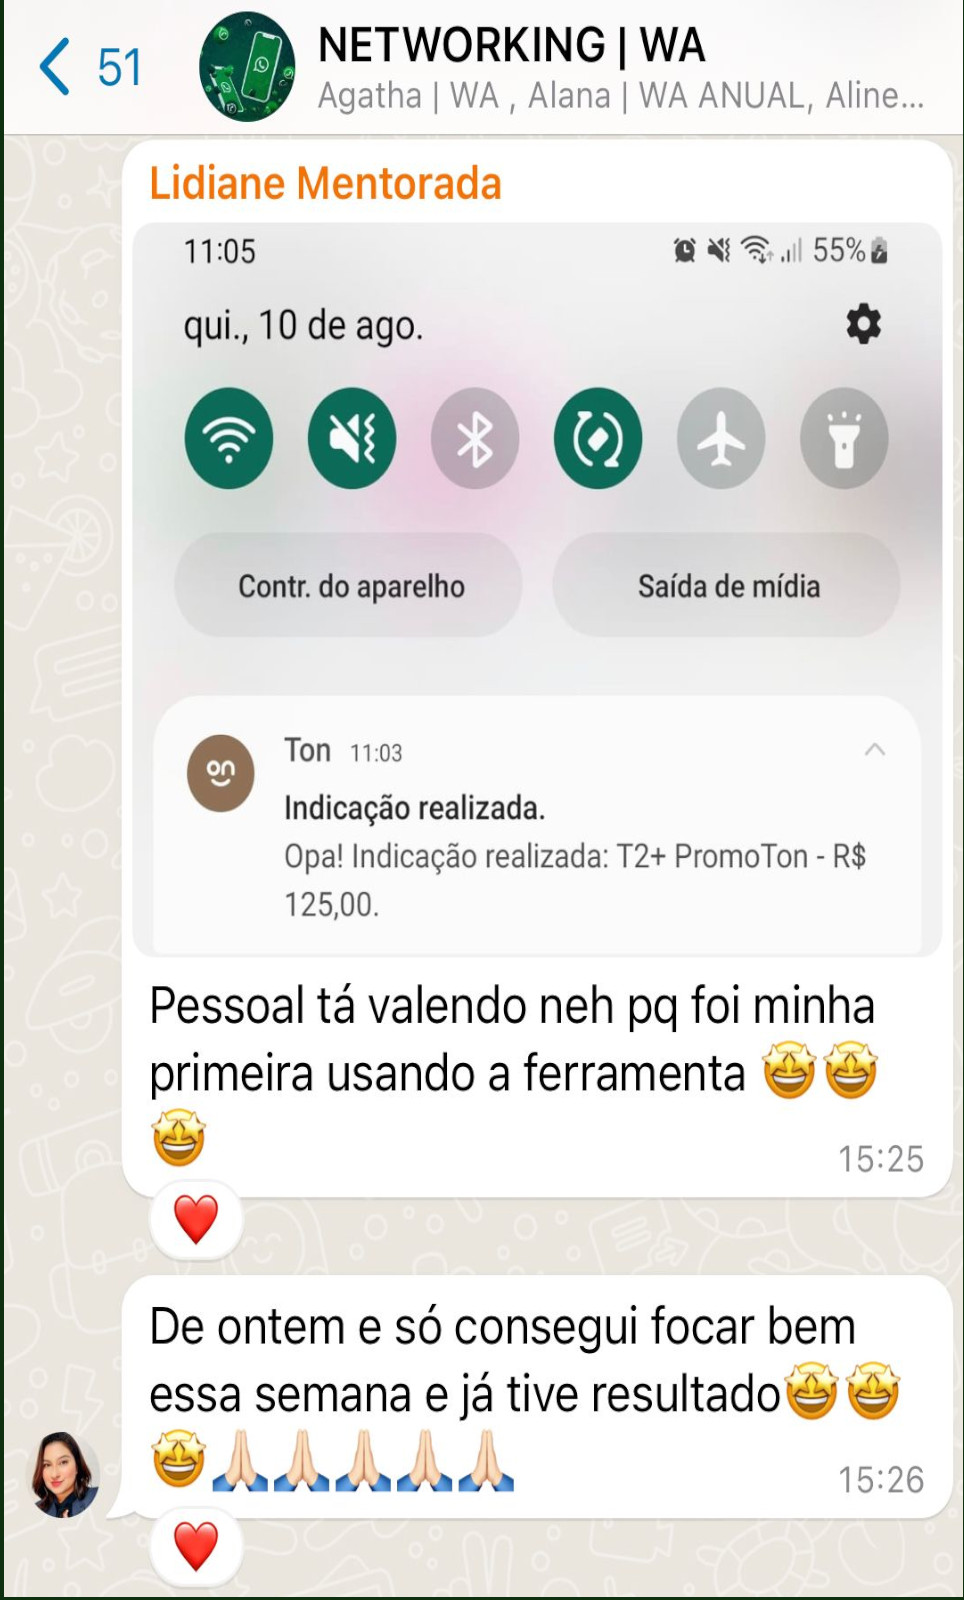 51
NETWORKING | WA
Agatha | WA , Alana | WA ANUAL, Aline...
Lidiane Mentorada
11:05
55%
qui., 10 de ago.
Contr. do aparelho
Saída de mídia
on
Ton 11:03
Indicação realizada.
Opa! Indicação realizada: T2+ PromoTon - R$
125,00.
Pessoal tá valendo neh pq foi minha
primeira usando a ferramenta 🤩🤩
🤩
15:25
❤️
De ontem e só consegui focar bem
essa semana e já tive resultado🤩🤩
🤩🙏🏻🙏🏻🙏🏻🙏🏻🙏🏻
15:26
❤️